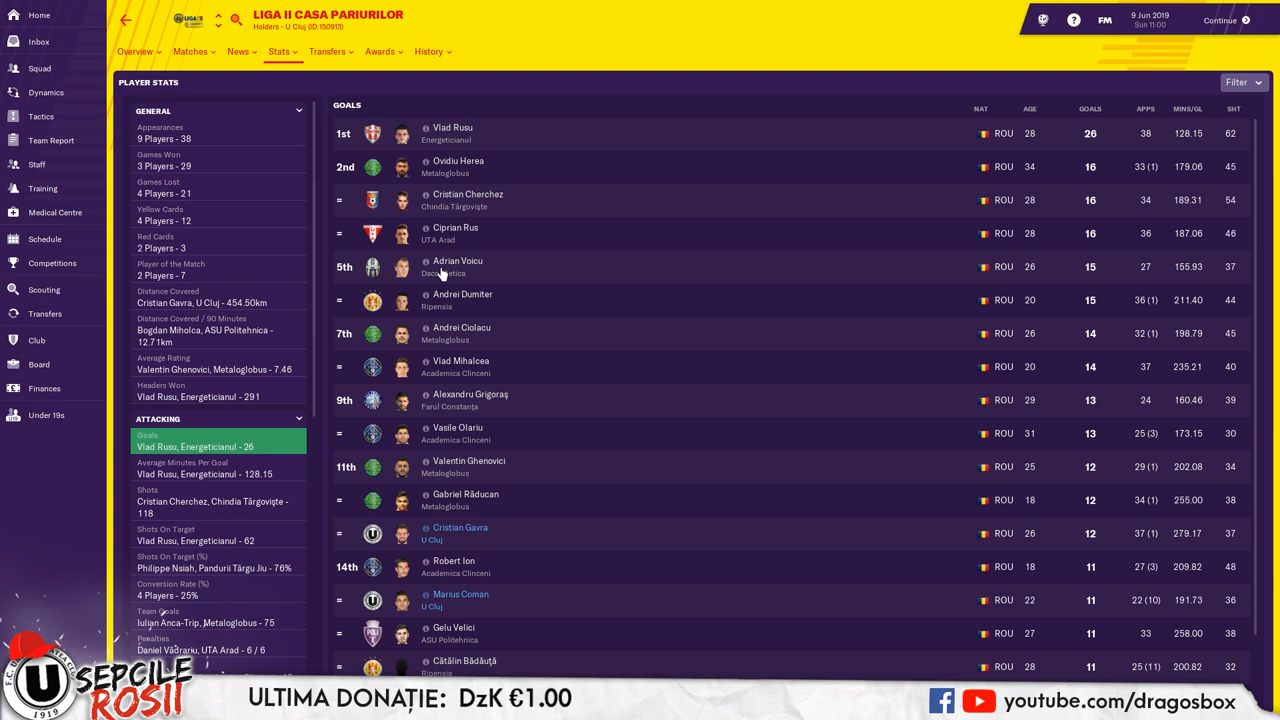 Home
Inbox
Squad
Dynamics
Tactics
Team Report
Staff
Training
Medical Centre
Schedule
Competitions
Scouting
Transfers
Club
Board
Finances
Under 19s
LIGA II CASA PARIURILOR
Holders - U Cluj (ID:150913)
? FM 9 Jun 2019
Sun 11:00
Continue
Overview Matches News Stats Transfers Awards History
PLAYER STATS
Filter
GENERAL
Appearances
9 Players - 38
Games Won
3 Players - 29
Games Lost
4 Players - 21
Yellow Cards
4 Players - 12
Red Cards
2 Players - 3
Player of the Match
2 Players - 7
Distance Covered
Cristian Gavra, U Cluj - 454.50km
Distance Covered / 90 Minutes
Bogdan Miholca, ASU Politehnica -
12.71km
Average Rating
Valentin Ghenovici, Metaloglobus - 7.46
Headers Won
Vlad Rusu, Energeticianul - 291
ATTACKING
Goals
Vlad Rusu, Energeticianul - 26
Average Minutes Per Goal
Vlad Rusu, Energeticianul - 128.15
Shots
Cristian Cherchez, Chindia Târgovişte -
118
Shots On Target
Vlad Rusu, Energeticianul - 62
Shots On Target (%)
Philippe Nsiah, Pandurii Târgu Jiu - 76%
Conversion Rate (%)
4 Players - 25%
Team Goals
Iulian Anca-Trip, Metaloglobus - 75
Penalties
Daniel Vădrariu, UTA Arad - 6 / 6
GOALS NAT AGE GOALS APPS MINS/GL SHT
1st Vlad Rusu ROU 28 26 38 128.15 62
Energeticianul
2nd Ovidiu Herea ROU 34 16 33 (1) 179.06 45
Metaloglobus
= Cristian Cherchez ROU 28 16 34 189.31 54
Chindia Târgovişte
= Ciprian Rus ROU 28 16 36 187.06 46
UTA Arad
5th Adrian Voicu ROU 26 15 27 155.93 37
= Andrei Dumiter ROU 20 15 35 (1) 211.40 44
Ripensia
7th Andrei Ciolacu ROU 26 14 32 (1) 198.79 45
Metaloglobus
= Vlad Mihalcea ROU 20 14 37 235.21 40
Academica Clinceni
9th Alexandru Grigoraş ROU 29 13 24 160.46 39
Farul Constanţa
= Vasile Olariu ROU 31 13 25 (3) 173.15 30
Academica Clinceni
11th Valentin Ghenovici ROU 25 12 29 (1) 202.08 34
Metaloglobus
= Gabriel Răducan ROU 18 12 34 (1) 255.00 38
Metaloglobus
= Cristian Gavra ROU 26 12 37 (1) 279.17 37
U Cluj
14th Robert Ion ROU 18 11 27 (3) 209.82 48
Academica Clinceni
= Marius Coman ROU 22 11 22 (10) 191.73 36
U Cluj
= Gelu Velici ROU 27 11 33 258.00 38
ASU Politehnica
= Cătălin Bădăuţă ROU 28 11 25 (11) 200.82 32
Ripensia
U
1919
SEPCILE
ROSII
ULTIMA DONAȚIE: DzK €1.00
youtube.com/dragosbox